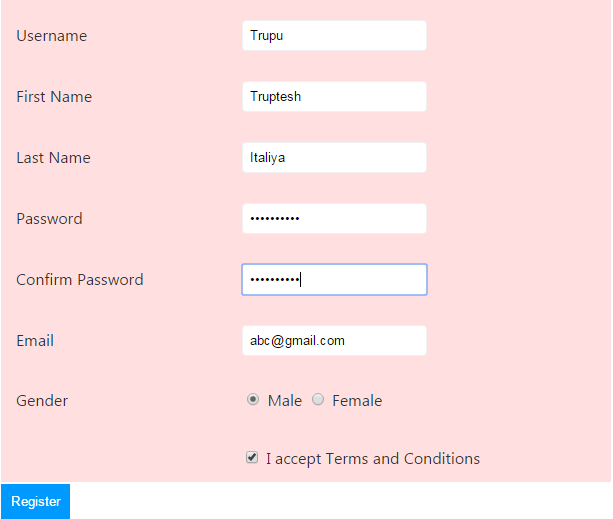 Username Trupu
First Name Truptesh
Last Name Italiya
Password ••••••••••
Confirm Password ••••••••••
Email abc@gmail.com
Gender Male Female
I accept Terms and Conditions
Register